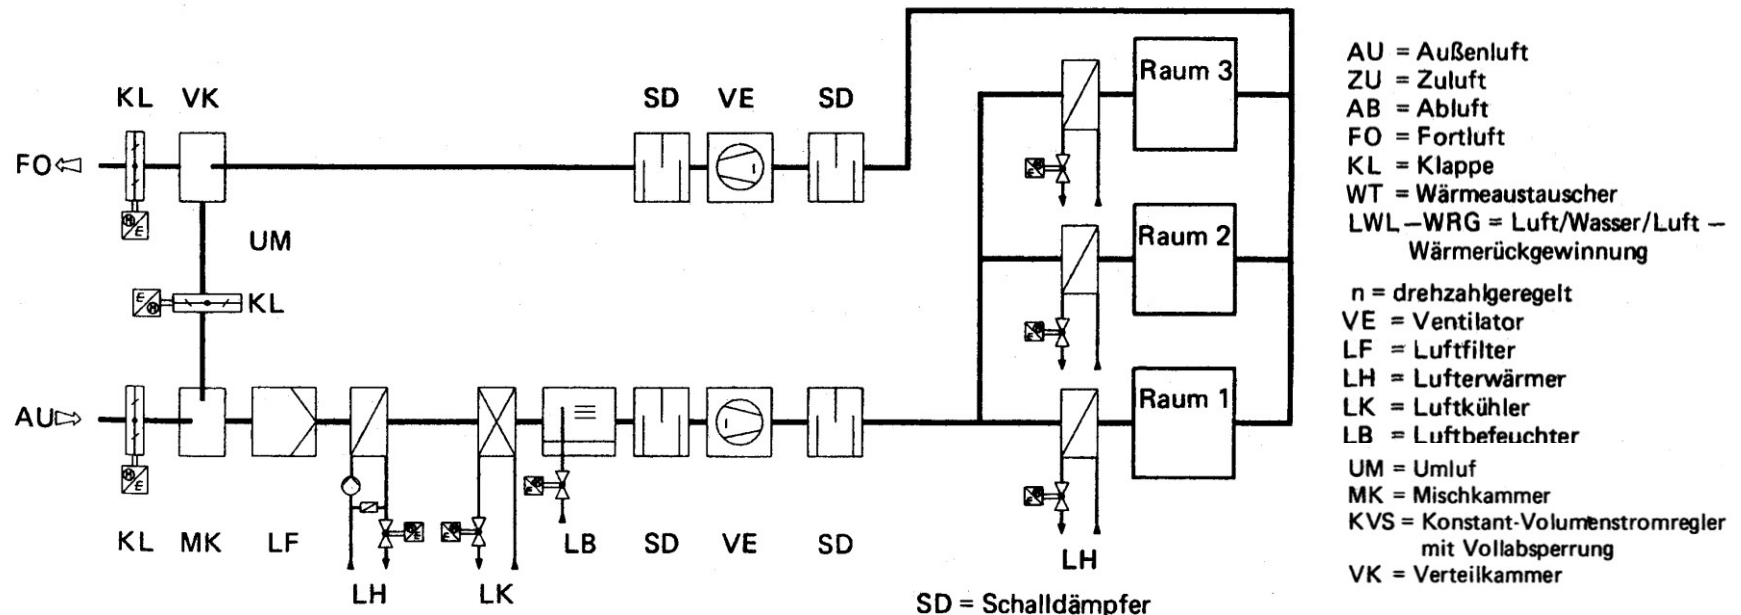 KL VK SD VE SD
FO
UM
KL
AU
KL MK LF LH LK LB SD VE SD LH
Raum 3
Raum 2
Raum 1
SD = Schalldämpfer
AU = Außenluft
ZU = Zuluft
AB = Abluft
FO = Fortluft
KL = Klappe
WT = Wärmeaustauscher
LWL–WRG = Luft/Wasser/Luft –
Wärmerückgewinnung
n = drehzahlgeregelt
VE = Ventilator
LF = Luftfilter
LH = Lufterwärmer
LK = Luftkühler
LB = Luftbefeuchter
UM = Umluf
MK = Mischkammer
KVS = Konstant-Volumenstromregler
mit Vollabsperrung
VK = Verteilkammer